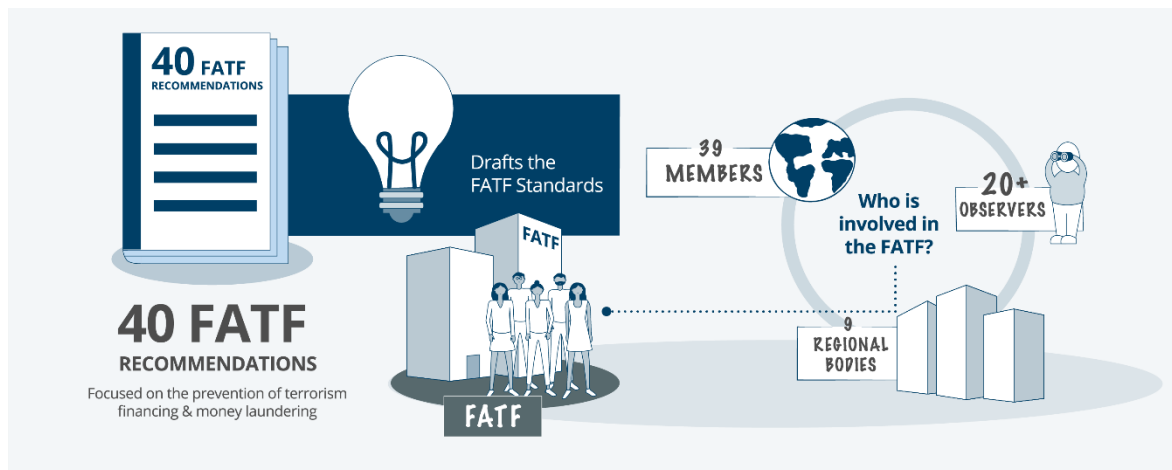 40 FATF
RECOMMENDATIONS
Drafts the
FATF Standards
FATF
40 FATF
RECOMMENDATIONS
Focused on the prevention of terrorism
financing & money laundering
FATF
39
MEMBERS
20+
OBSERVERS
Who is
involved in
the FATF?
9
REGIONAL
BODIES